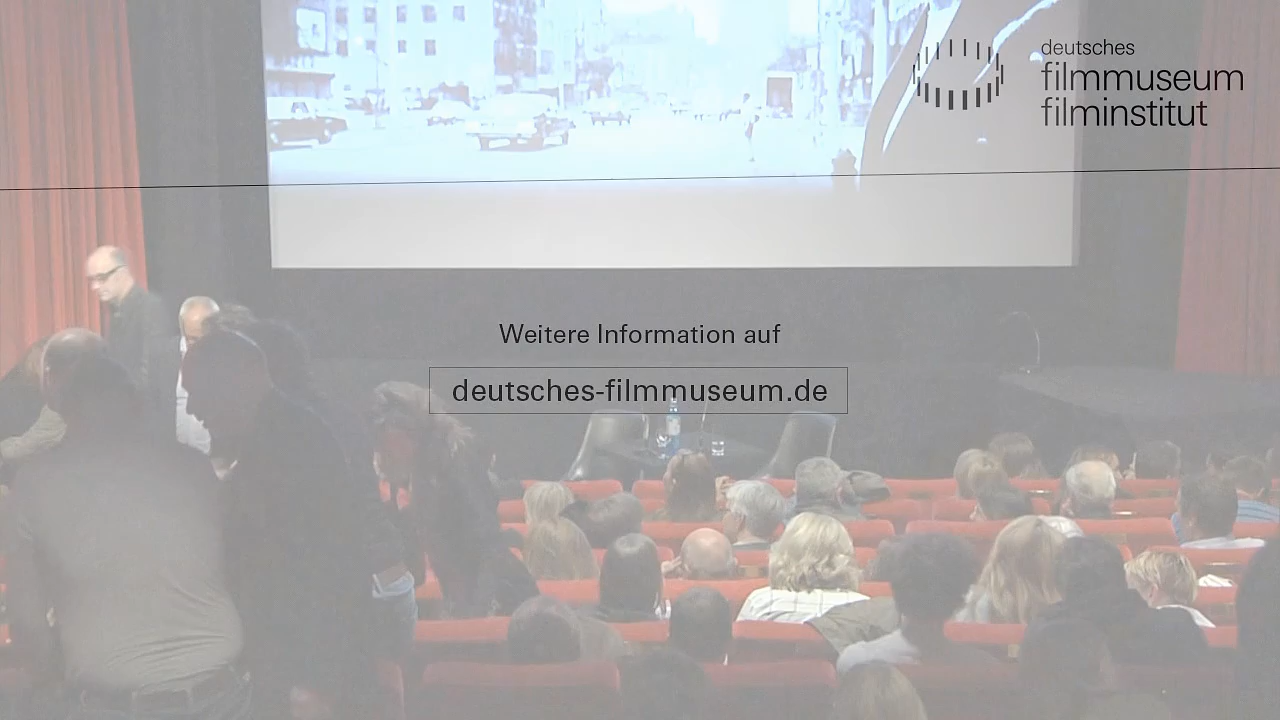 deutsches
filmmuseum
filminstitut
Weitere Information auf
deutsches-filmmuseum.de